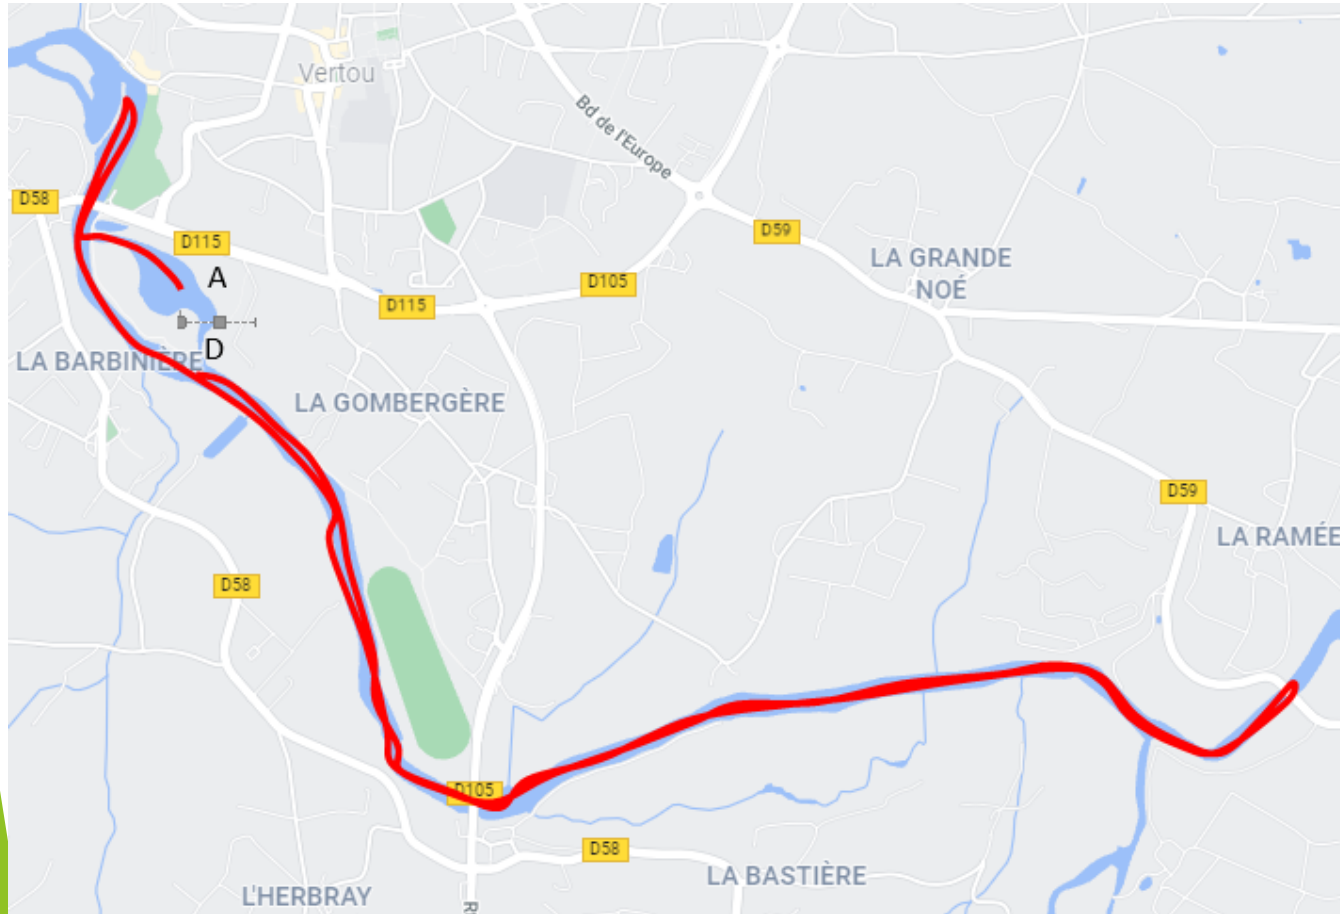 Vertou
Bd de l'Europe
D58
D59
D115
A
LA GRANDE
NOÉ
D105
D115
D
LA BARBINIÈRE
LA GOMBERGÈRE
D59
LA RAMÉE
D58
D105
D58
LA BASTIÈRE
L'HERBRAY